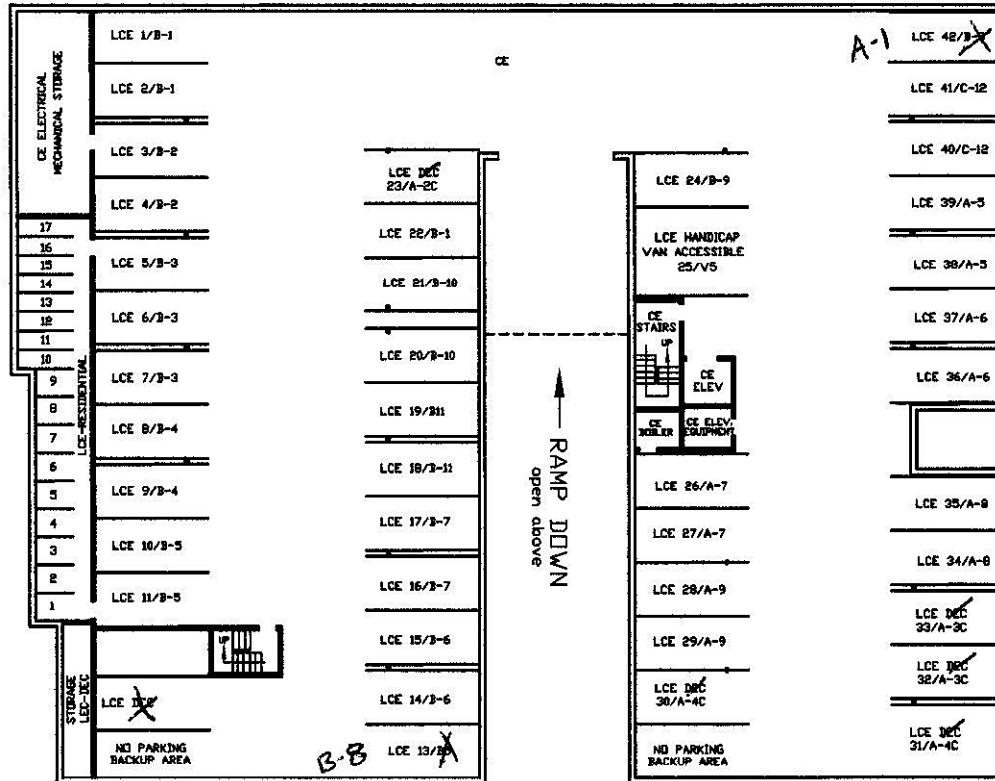 CE ELECTRICAL
MECHANICAL STORAGE
17
16
15
14
13
12
11
10
9
8
7
6
5
4
3
2
1
LCE-RESIDENTIAL
STORAGE
LEC-DEC
LCE 1/B-1
LCE 2/B-1
LCE 3/B-2
LCE 4/B-2
LCE 5/B-3
LCE 6/B-3
LCE 7/B-3
LCE 8/B-4
LCE 9/B-4
LCE 10/B-5
LCE 11/B-5
UP
LCE DEC
NO PARKING
BACKUP AREA
LCE DEC
23/A-2C
LCE 22/B-1
LCE 21/B-10
LCE 20/B-10
LCE 19/B11
LCE 18/B-11
LCE 17/B-7
LCE 16/B-7
LCE 15/B-6
LCE 14/B-6
B-8
LCE 13/
CE
RAMP DOWN
open above
LCE 24/B-9
LCE HANDICAP
VAN ACCESSIBLE
25/V5
CE
STAIRS
UP
CE
ELEV
CE
BOILER
CE ELEV.
EQUIPMENT
LCE 26/A-7
LCE 27/A-7
LCE 28/A-9
LCE 29/A-9
LCE DEC
30/A-4C
NO PARKING
BACKUP AREA
A-1
LCE 42/
LCE 41/C-12
LCE 40/C-12
LCE 39/A-5
LCE 38/A-5
LCE 37/A-6
LCE 36/A-6
LCE 35/A-8
LCE 34/A-8
LCE DEC
33/A-3C
LCE DEC
32/A-3C
LCE DEC
31/A-4C